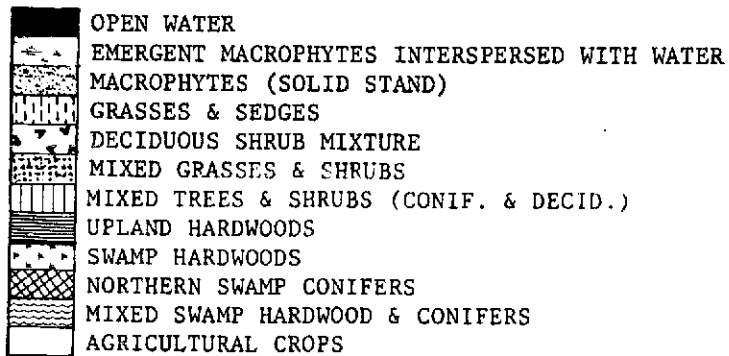 OPEN WATER
EMERGENT MACROPHYTES INTERSPERSED WITH WATER
MACROPHYTES (SOLID STAND)
GRASSES & SEDGES
DECIDUOUS SHRUB MIXTURE
MIXED GRASSES & SHRUBS
MIXED TREES & SHRUBS (CONIF. & DECID.)
UPLAND HARDWOODS
SWAMP HARDWOODS
NORTHERN SWAMP CONIFERS
MIXED SWAMP HARDWOOD & CONIFERS
AGRICULTURAL CROPS